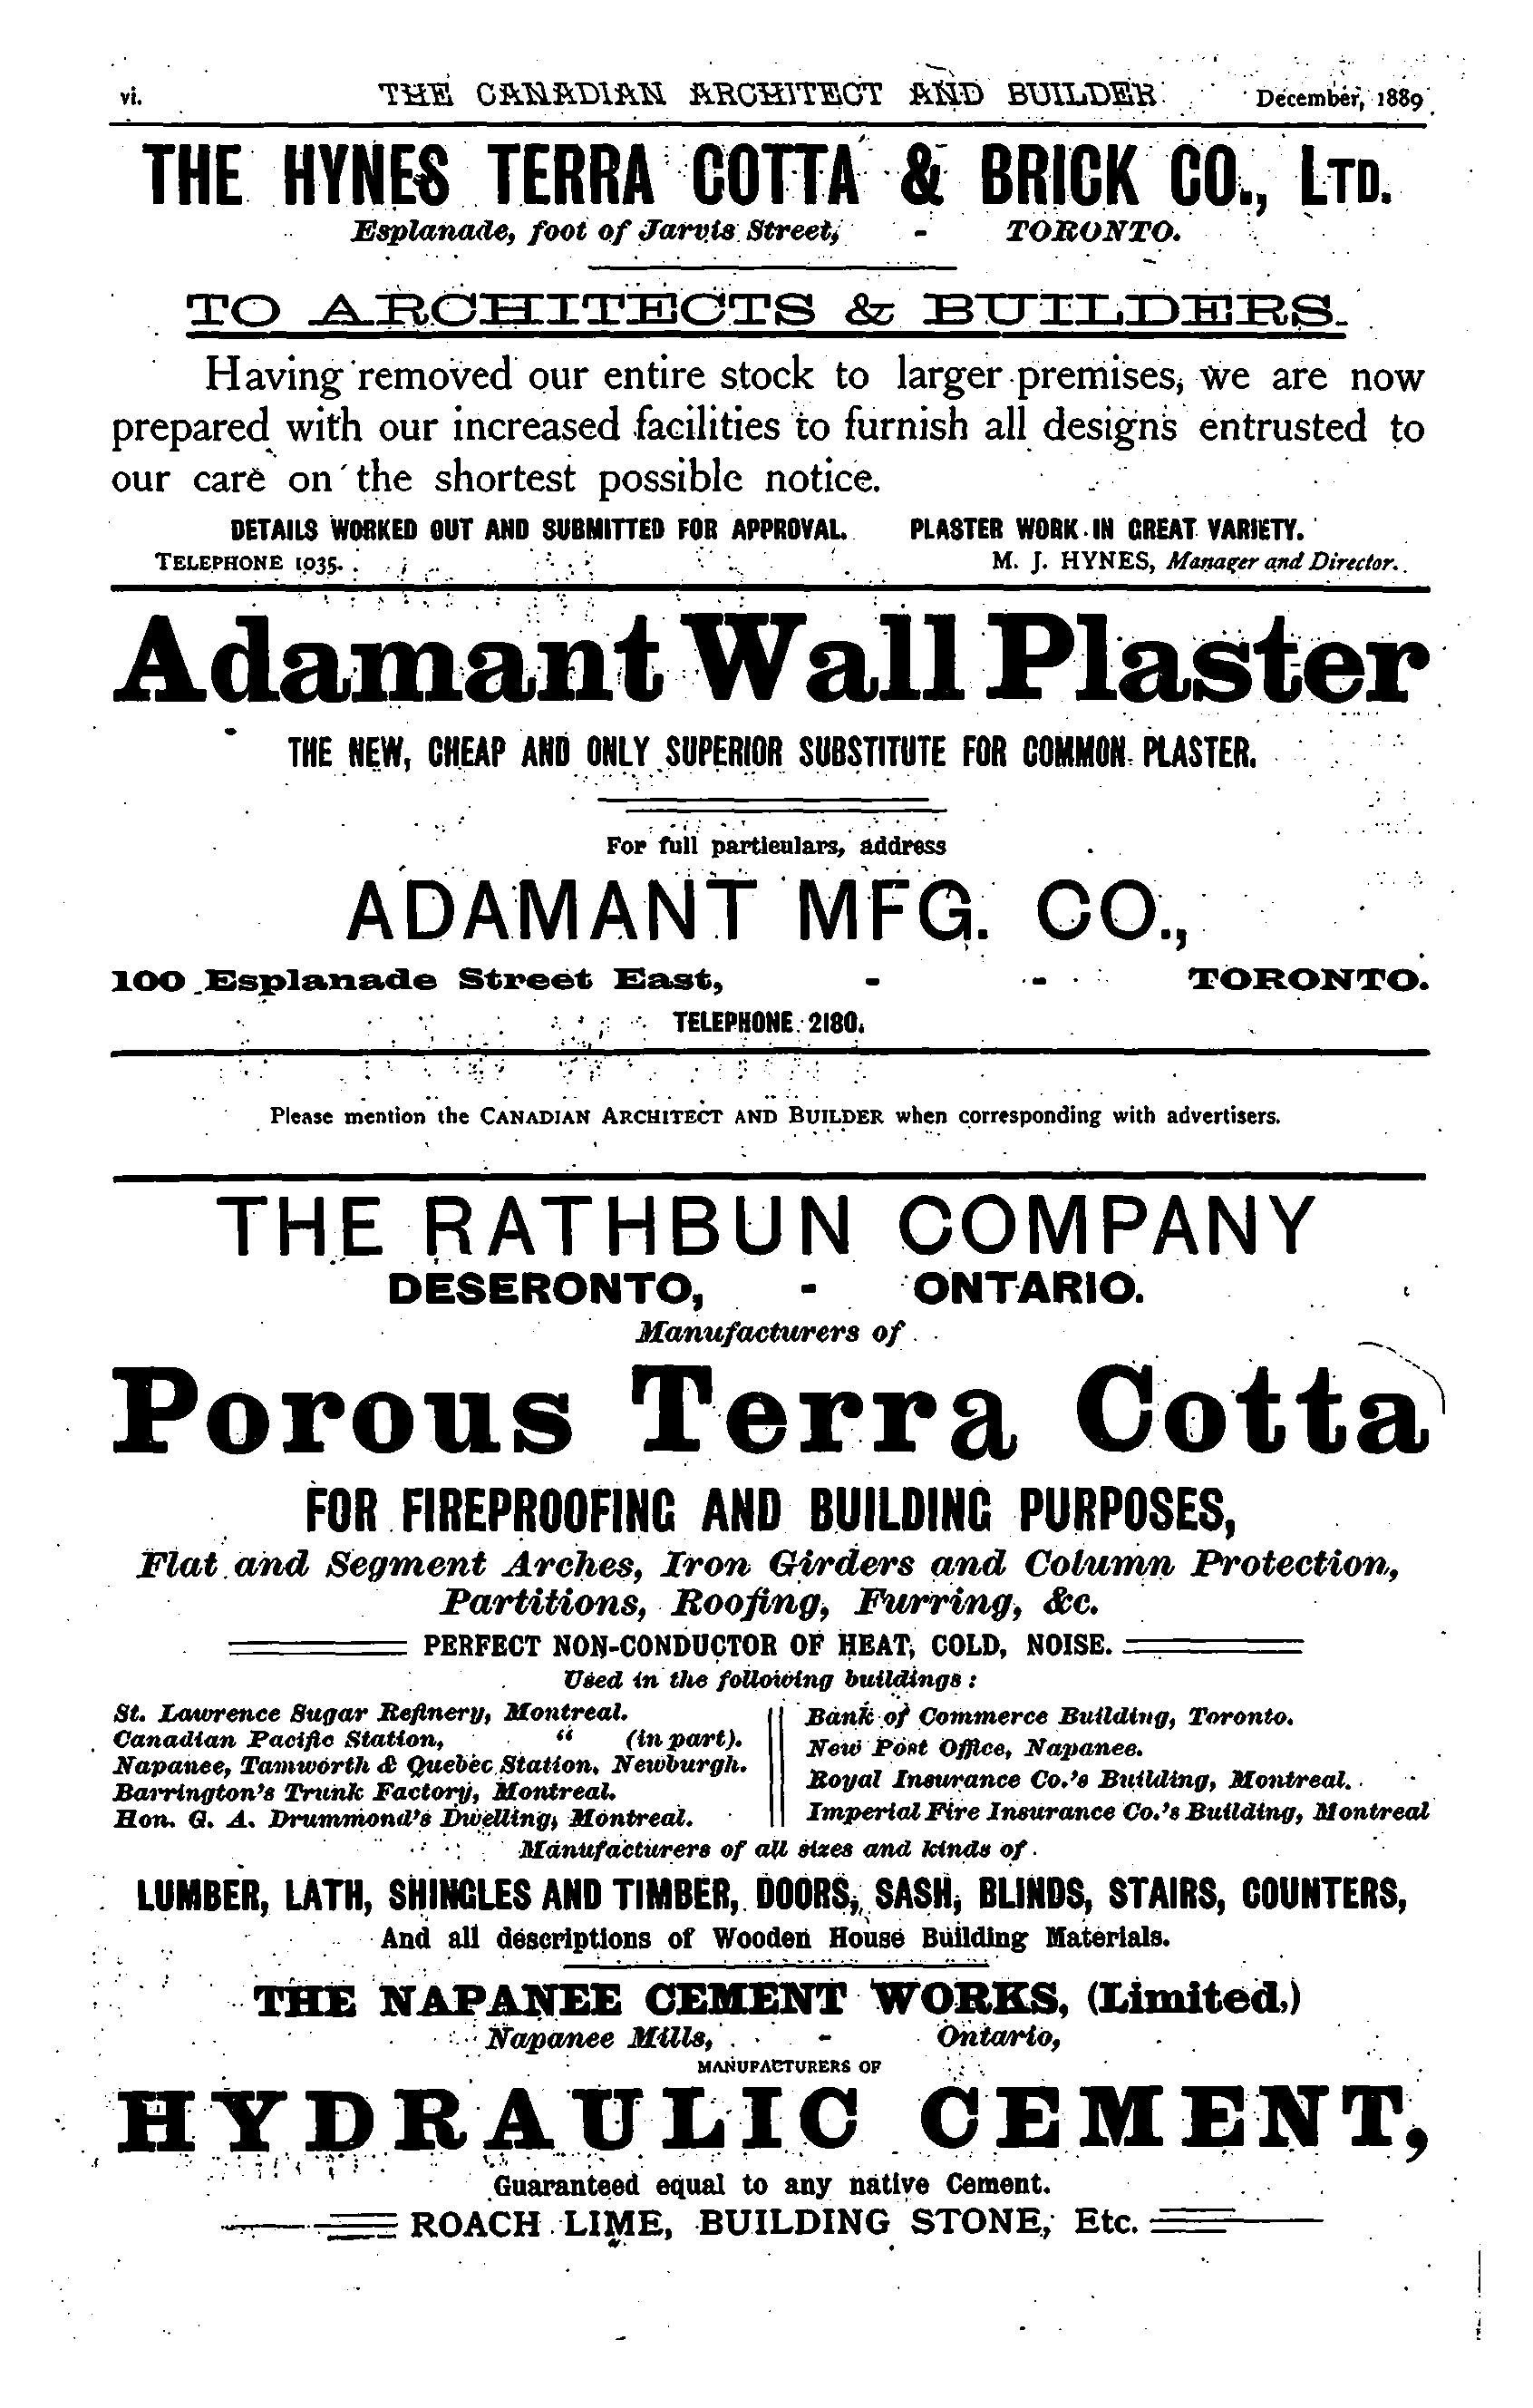 vi. THE CANADIAN ARCHITECT AND BUILDER December, 1889
THE HYNES TERRA COTTA & BRICK CO., LTD.
Esplanade, foot of Jarvis Street, - TORONTO.
TO ARCHITECTS & BUILDERS.
Having removed our entire stock to larger premises, we are now
prepared with our increased facilities to furnish all designs entrusted to
our care on the shortest possible notice.
DETAILS WORKED OUT AND SUBMITTED FOR APPROVAL. PLASTER WORK IN GREAT VARIETY.
TELEPHONE 1035. M. J. HYNES, Manager and Director.
Adamant Wall Plaster
THE NEW, CHEAP AND ONLY SUPERIOR SUBSTITUTE FOR COMMON PLASTER.
For full particulars, address
ADAMANT MFG. CO.,
100 Esplanade Street East, - - TORONTO.
TELEPHONE 2180.
Please mention the CANADIAN ARCHITECT AND BUILDER when corresponding with advertisers.
THE RATHBUN COMPANY
DESERONTO, - ONTARIO.
Manufacturers of
Porous Terra Cotta
FOR FIREPROOFING AND BUILDING PURPOSES,
Flat and Segment Arches, Iron Girders and Column Protection,
Partitions, Roofing, Furring, &c.
PERFECT NON-CONDUCTOR OF HEAT, COLD, NOISE.
Used in the following buildings:
St. Lawrence Sugar Refinery, Montreal.
Canadian Pacific Station, " (in part).
Napanee, Tamworth & Quebec Station, Newburgh.
Barrington's Trunk Factory, Montreal.
Hon. G. A. Drummond's Dwelling, Montreal.
Bank of Commerce Building, Toronto.
New Post Office, Napanee.
Royal Insurance Co.'s Building, Montreal.
Imperial Fire Insurance Co.'s Building, Montreal
Manufacturers of all sizes and kinds of
LUMBER, LATH, SHINGLES AND TIMBER, DOORS, SASH, BLINDS, STAIRS, COUNTERS,
And all descriptions of Wooden House Building Materials.
THE NAPANEE CEMENT WORKS, (Limited,)
Napanee Mills, - Ontario,
MANUFACTURERS OF
HYDRAULIC CEMENT,
Guaranteed equal to any native Cement.
ROACH LIME, BUILDING STONE, Etc.